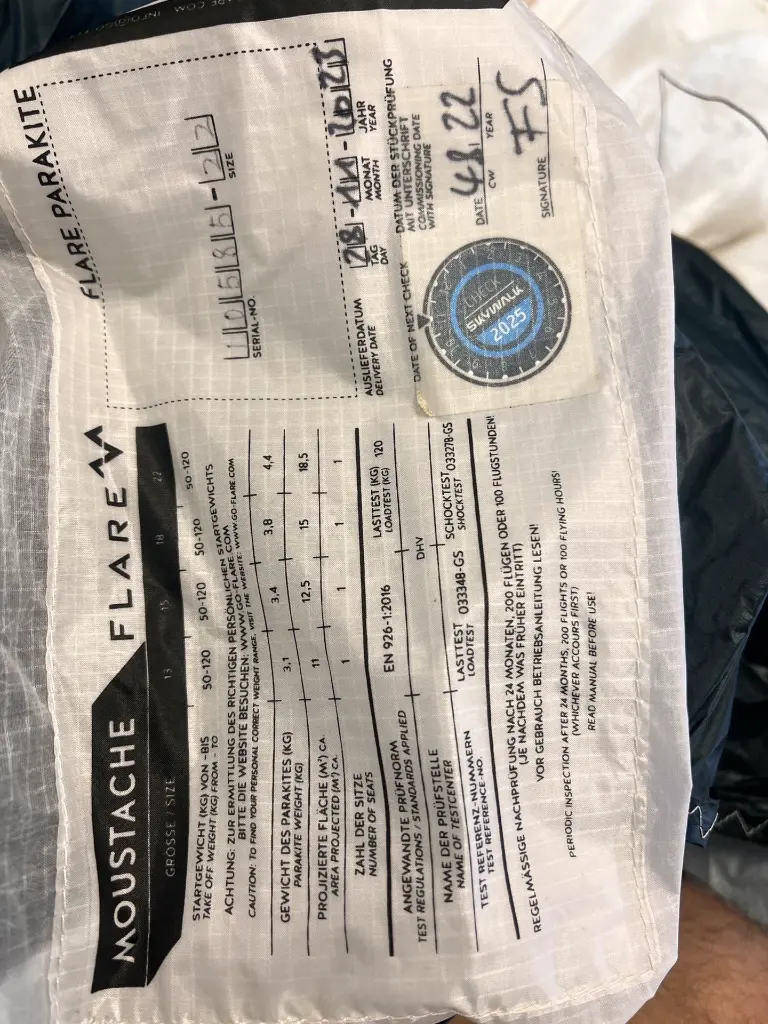 FLARE PARAKITE
110585-22
SERIAL-NO. SIZE
28-11-2023
TAG MONAT JAHR
DAY MONTH YEAR
AUSLIEFERDATUM
DELIVERY DATE
DATUM DER STÜCKPRÜFUNG
MIT UNTERSCHRIFT
COMMISSIONING DATE
WITH SIGNATURE
DATE OF NEXT CHECK
CHECK
SKYWALK
2025
48 22
DATE CW YEAR
FS
SIGNATURE
MOUSTACHE FLARE
GRÖSSE / SIZE 13 15 18 22
STARTGEWICHT (KG) VON - BIS 50-120 50-120 50-120 50-120
TAKE OFF WEIGHT (KG) FROM - TO
ACHTUNG: ZUR ERMITTLUNG DES RICHTIGEN PERSÖNLICHEN STARTGEWICHTS
BITTE DIE WEBSITE BESUCHEN: WWW.GO-FLARE.COM
CAUTION: TO FIND YOUR PERSONAL CORRECT WEIGHT RANGE, VISIT THE WEBSITE: WWW.GO-FLARE.COM
GEWICHT DES PARAKITES (KG) 3,1 3,4 3,8 4,4
PARAKITE WEIGHT (KG)
PROJIZIERTE FLÄCHE (M²) CA. 11 12,5 15 18,5
AREA PROJECTED (M²) CA.
ZAHL DER SITZE 1 1 1 1
NUMBER OF SEATS
ANGEWANDTE PRÜFNORM EN 926-1:2016 LASTTEST (KG) 120
TEST REGULATIONS / STANDARDS APPLIED LOADTEST (KG)
NAME DER PRÜFSTELLE DHV
NAME OF TESTCENTER
TEST REFERENZ-NUMMERN LASTTEST 033348-GS SCHOCKTEST 033278-GS
TEST REFERENCE-NO. LOADTEST SHOCKTEST
REGELMÄSSIGE NACHPRÜFUNG NACH 24 MONATEN, 200 FLÜGEN ODER 100 FLUGSTUNDEN!
(JE NACHDEM WAS FRÜHER EINTRITT)
VOR GEBRAUCH BETRIEBSANLEITUNG LESEN!
PERIODIC INSPECTION AFTER 24 MONTHS, 200 FLIGHTS OR 100 FLYING HOURS!
(WHICHEVER ACCOURS FIRST)
READ MANUAL BEFORE USE!